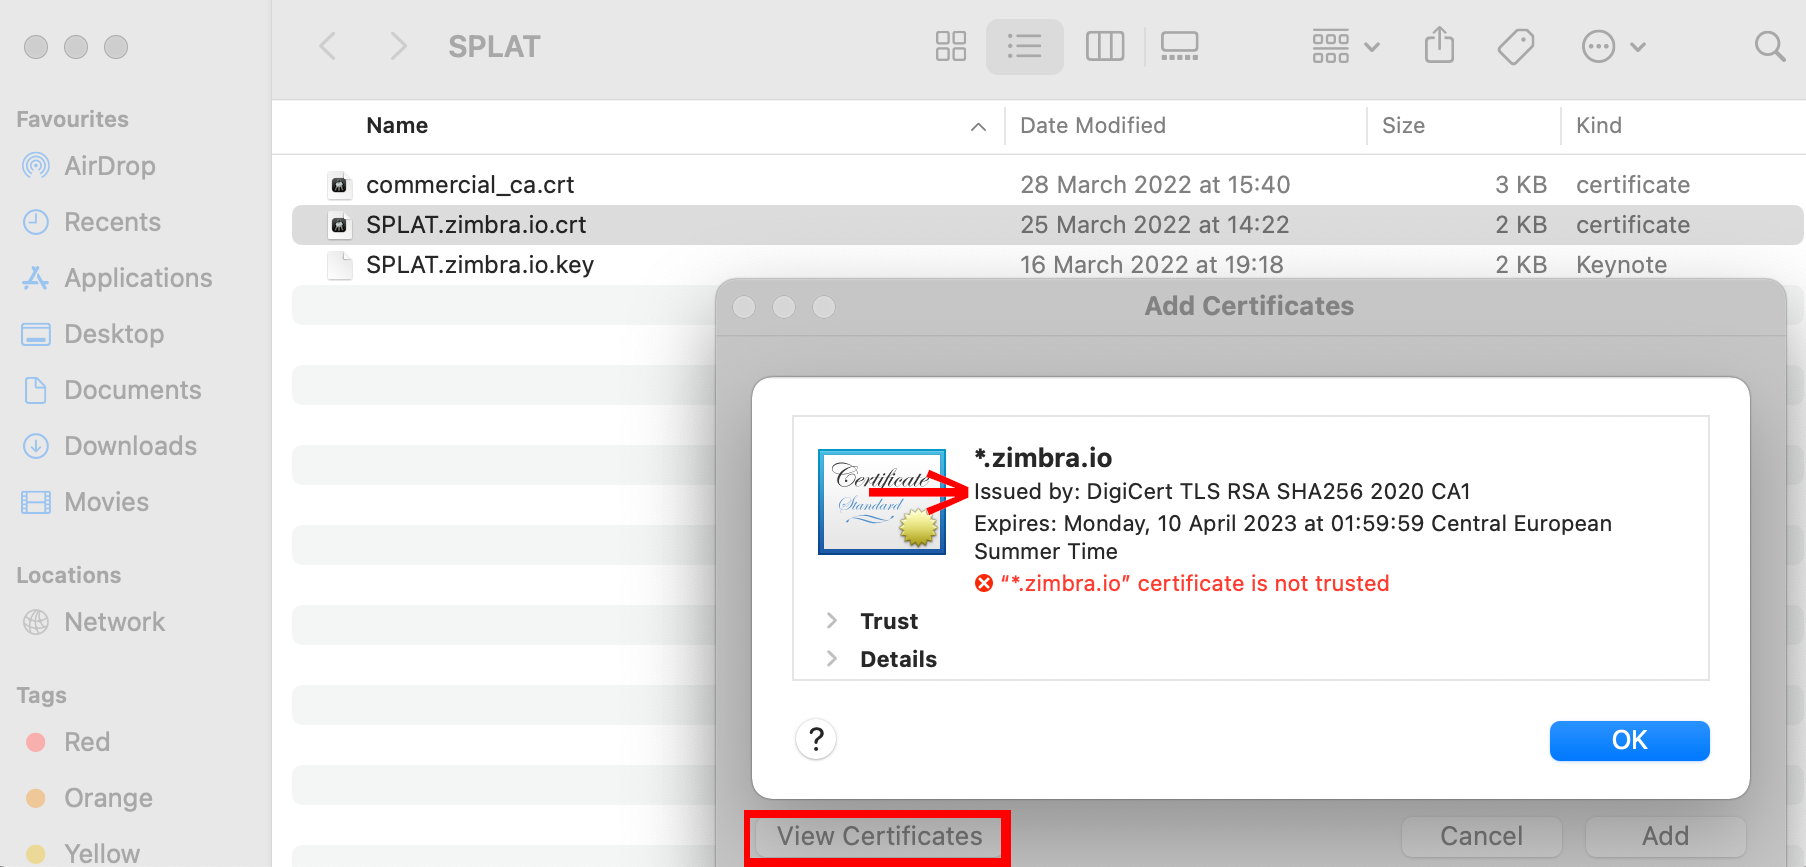 SPLAT
Favourites
AirDrop
Recents
Applications
Desktop
Documents
Downloads
Movies
Locations
Network
Tags
Red
Orange
Yellow
Name Date Modified Size Kind
commercial_ca.crt 28 March 2022 at 15:40 3 KB certificate
SPLAT.zimbra.io.crt 25 March 2022 at 14:22 2 KB certificate
SPLAT.zimbra.io.key 16 March 2022 at 19:18 2 KB Keynote
Add Certificates
Certificate
Standard
*.zimbra.io
Issued by: DigiCert TLS RSA SHA256 2020 CA1
Expires: Monday, 10 April 2023 at 01:59:59 Central European
Summer Time
“*.zimbra.io” certificate is not trusted
Trust
Details
?
OK
View Certificates
Cancel
Add